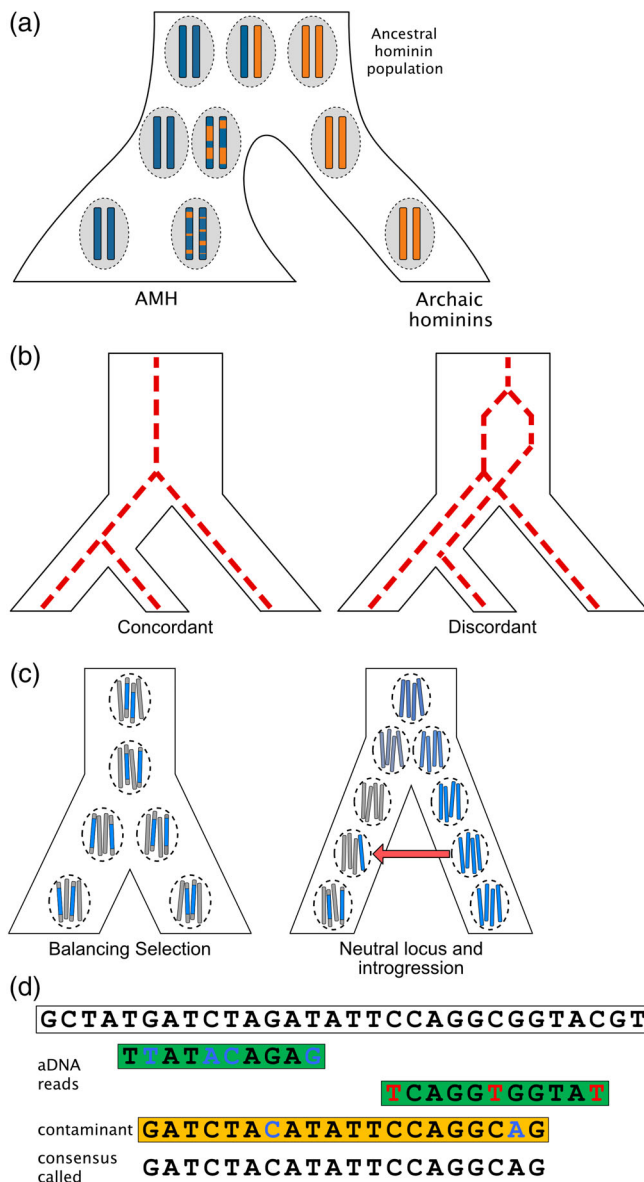 (a)
Ancestral
hominin
population
AMH
Archaic
hominins
(b)
Concordant
Discordant
(c)
Balancing Selection
Neutral locus and
introgression
(d)
GCTATGATCTAGATATTCCAGGCGGTACGT
aDNA
reads
TTATACAGAG
TCAGGTGGTAT
contaminant
GATCTACATATTCCAGGCAG
consensus
called
GATCTACATATTCCAGGCAG